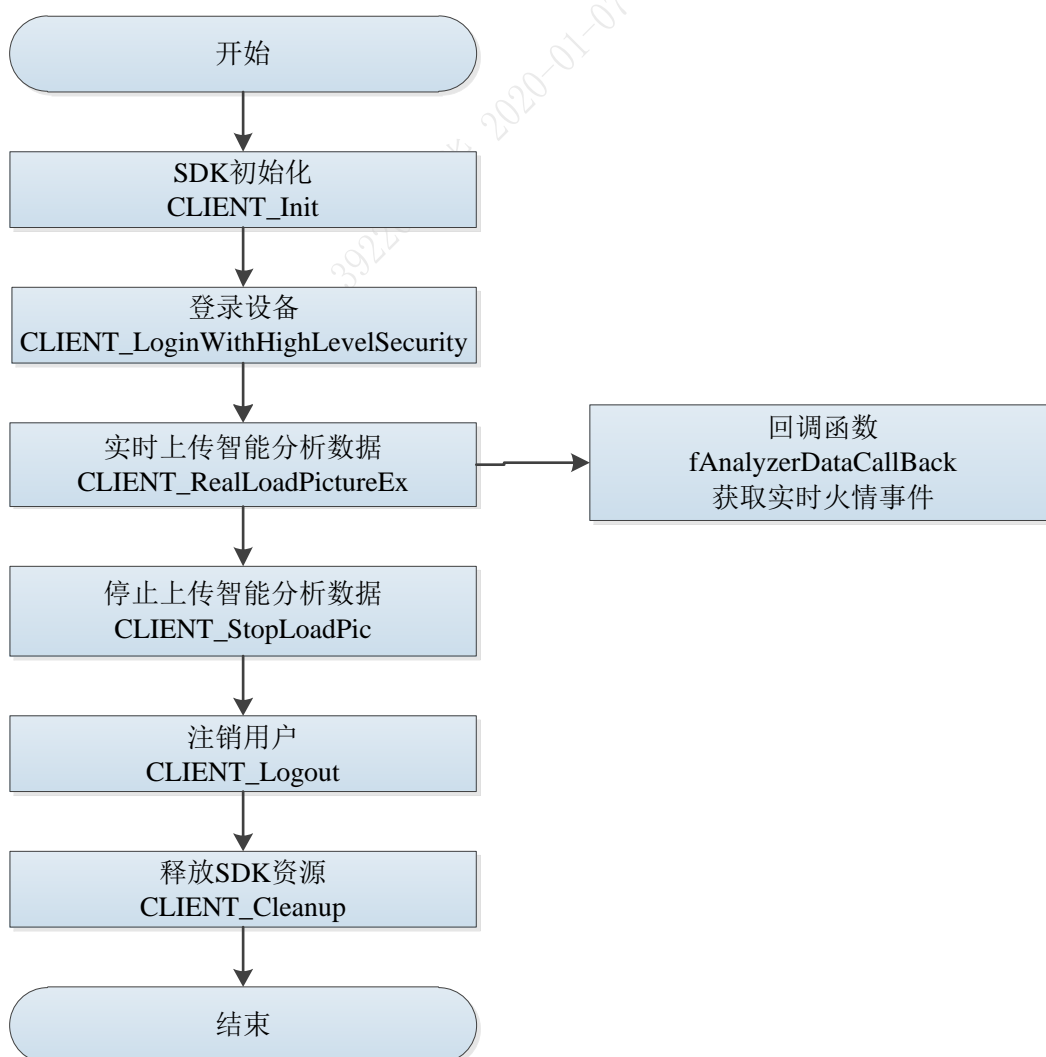 开始
SDK初始化
CLIENT_Init
登录设备
CLIENT_LoginWithHighLevelSecurity
实时上传智能分析数据
CLIENT_RealLoadPictureEx
回调函数
fAnalyzerDataCallBack
获取实时火情事件
停止上传智能分析数据
CLIENT_StopLoadPic
注销用户
CLIENT_Logout
释放SDK资源
CLIENT_Cleanup
结束